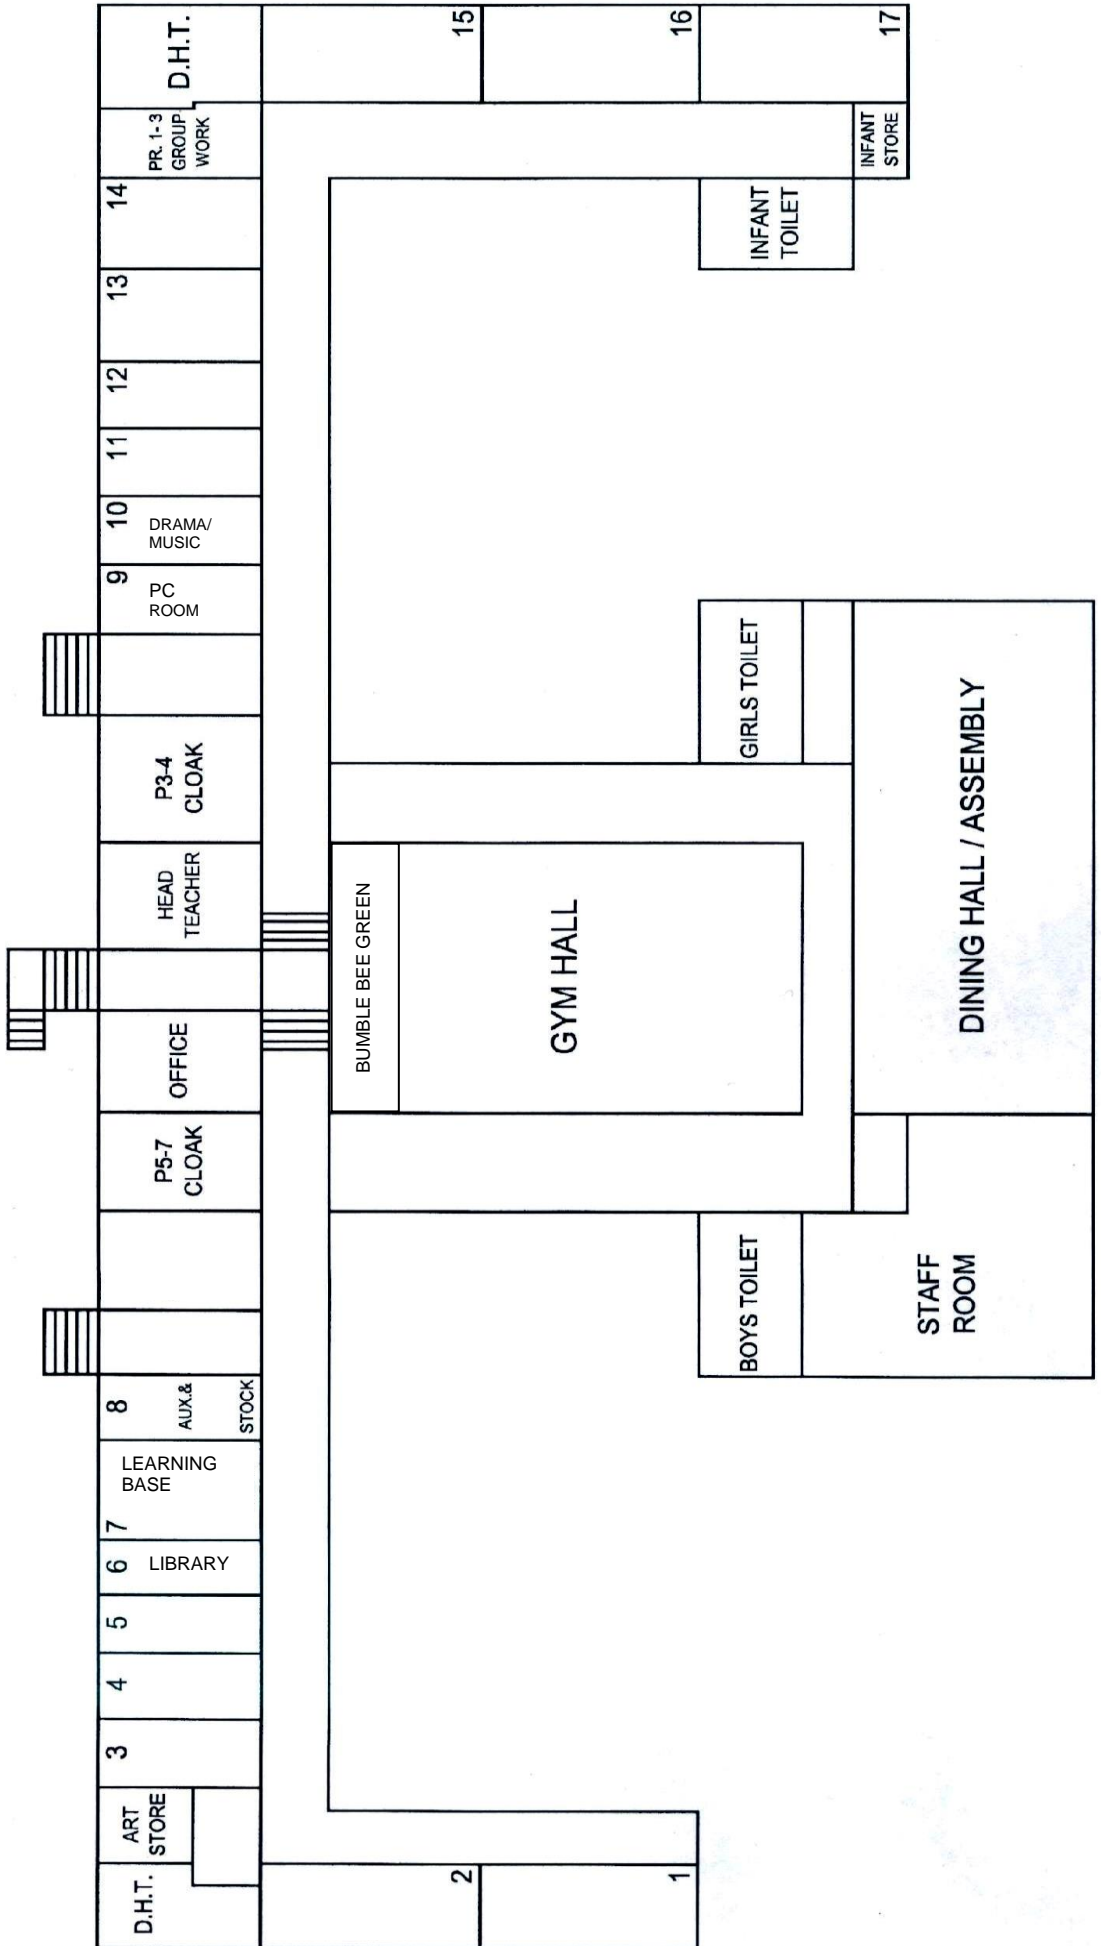 D.H.T.
ART
STORE
3
4
5
6
LIBRARY
7
LEARNING
BASE
8
AUX.&
STOCK
P5-7
CLOAK
OFFICE
HEAD
TEACHER
P3-4
CLOAK
9
PC
ROOM
10
DRAMA/
MUSIC
11
12
13
14
PR. 1- 3
GROUP
WORK
D.H.T.
2
1
BUMBLE BEE GREEN
GYM HALL
BOYS TOILET
GIRLS TOILET
STAFF
ROOM
DINING HALL / ASSEMBLY
INFANT
TOILET
INFANT
STORE
15
16
17